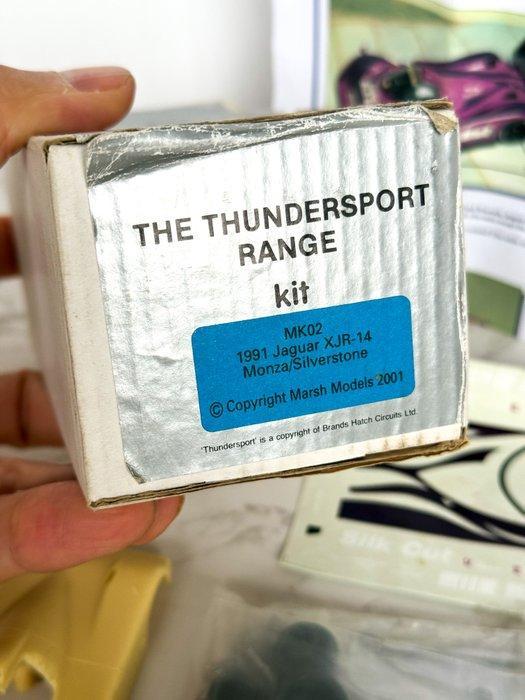 THE THUNDERSPORT
RANGE
kit
MK02
1991 Jaguar XJR-14
Monza/Silverstone
© Copyright Marsh Models 2001
'Thundersport' is a copyright of Brands Hatch Circuits Ltd.
Silk Cut